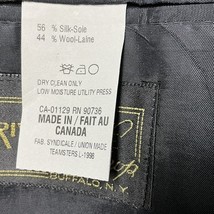 56 % Silk-Soie
44 % Wool-Laine
DRY CLEAN ONLY
LOW MOISTURE UTILITY PRESS
CA-01129 RN 90736
MADE IN / FAIT AU
CANADA
FAB. SYNDICALE / UNION MADE
TEAMSTERS L-1998
BUFFALO, N.Y.